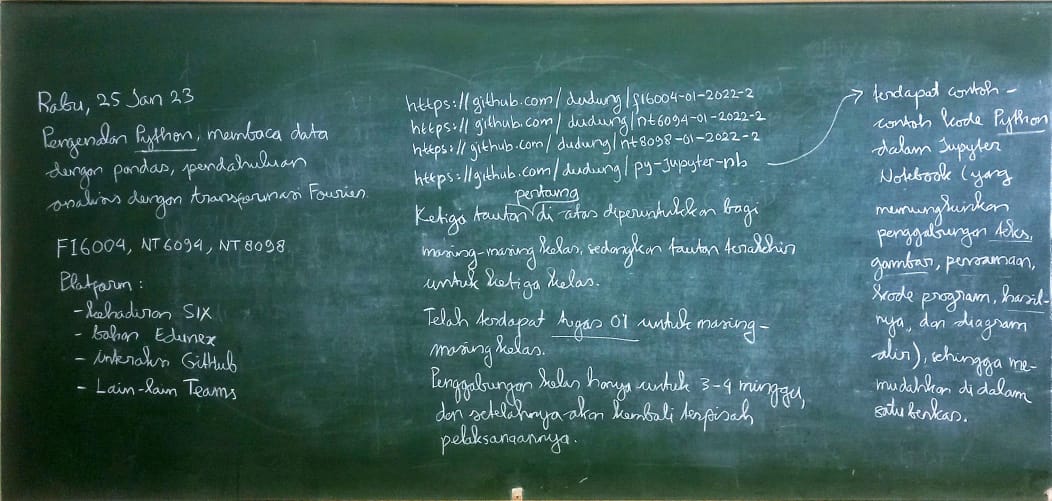 Rabu, 25 Jan 23
Pengenalan Python, membaca data
dengan pandas, pendahuluan
analisis dengan transformasi Fourier.
FI6004, NT6094, NT8098
Platform :
- kehadiran SIX
- bahan Edunex
- interaksi GitHub
- Lain-lain Teams
https://github.com/dudung/fi6004-01-2022-2
https://github.com/dudung/nt6094-01-2022-2
https://github.com/dudung/nt8098-01-2022-2
https://github.com/dudung/py-jupyter-nb
pertama
Ketiga tautan di atas diperuntukkan bagi
masing-masing kelas, sedangkan tautan terakhir
untuk ketiga kelas.
Telah terdapat tugas 01 untuk masing-
masing kelas.
Penggabungan kelas hanya untuk 3-4 minggu,
dan setelahnya akan kembali terpisah
pelaksanaannya.
terdapat contoh-
contoh kode Python
dalam Jupyter
Notebook (yang
memungkinkan
penggabungan teks,
gambar, persamaan,
kode program, hasil-
nya, dan diagram
alir), sehingga me-
mudahkan di dalam
satu berkas.